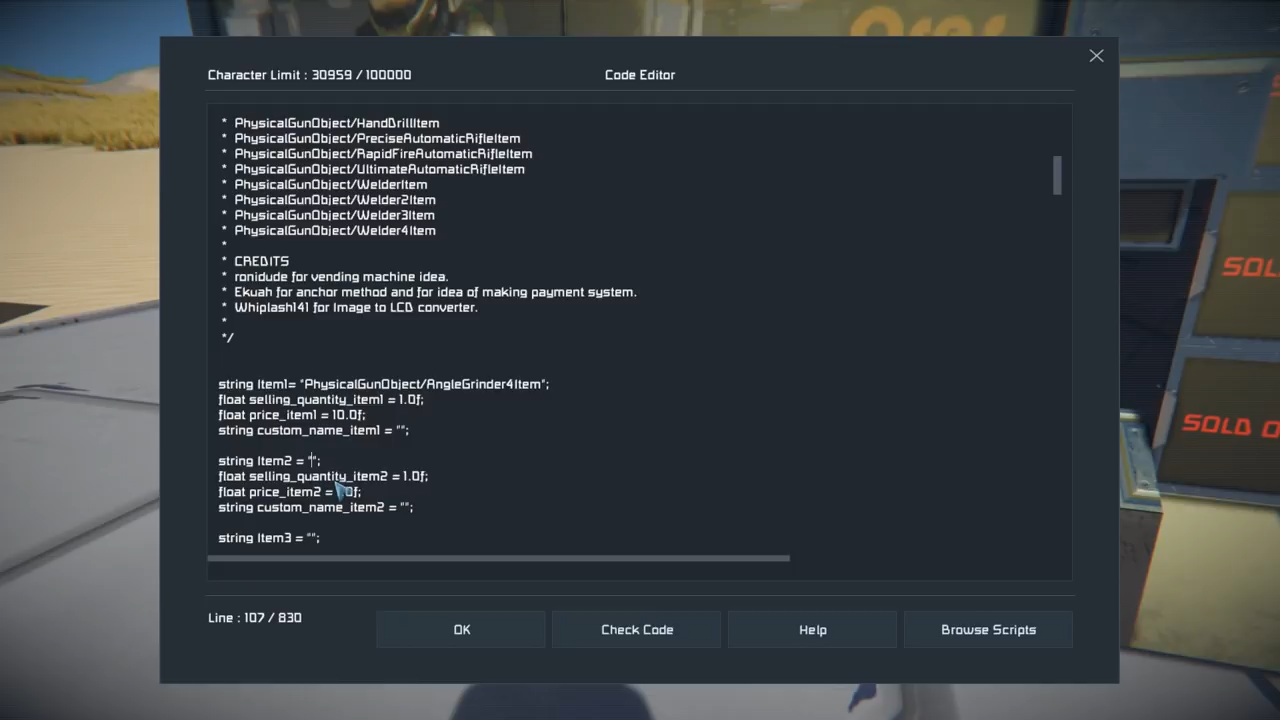 Ores
Character Limit : 30959 / 100000
Code Editor
* PhysicalGunObject/HandDrillItem
* PhysicalGunObject/PreciseAutomaticRifleItem
* PhysicalGunObject/RapidFireAutomaticRifleItem
* PhysicalGunObject/UltimateAutomaticRifleItem
* PhysicalGunObject/WelderItem
* PhysicalGunObject/Welder2Item
* PhysicalGunObject/Welder3Item
* PhysicalGunObject/Welder4Item
*
* CREDITS
* ronidude for vending machine idea.
* Ekuah for anchor method and for idea of making payment system.
* Whiplash141 for Image to LCD converter.
*
*/
string Item1= "PhysicalGunObject/AngleGrinder4Item";
float selling_quantity_item1 = 1.0f;
float price_item1 = 10.0f;
string custom_name_item1 = "";
string Item2 = "";
float selling_quantity_item2 = 1.0f;
float price_item2 = .0f;
string custom_name_item2 = "";
string Item3 = "";
Line : 107 / 830
OK
Check Code
Help
Browse Scripts
SOL
SOLD O